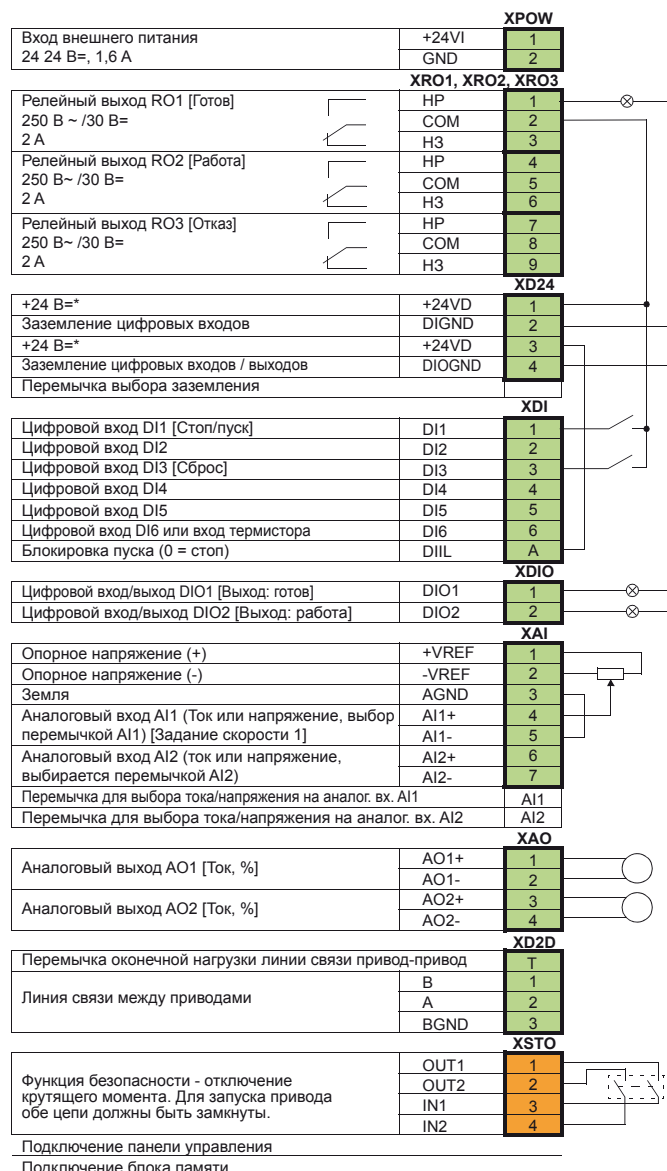 XPOW
Вход внешнего питания +24VI 1
24 24 В=, 1,6 А GND 2
XRO1, XRO2, XRO3
Релейный выход RO1 [Готов] НР 1
250 В ~ /30 В= COM 2
2 А НЗ 3
Релейный выход RO2 [Работа] НР 4
250 В~ /30 В= COM 5
2 А НЗ 6
Релейный выход RO3 [Отказ] НР 7
250 В~ /30 В= COM 8
2 А НЗ 9
XD24
+24 В=* +24VD 1
Заземление цифровых входов DIGND 2
+24 В=* +24VD 3
Заземление цифровых входов / выходов DIOGND 4
Перемычка выбора заземления
XDI
Цифровой вход DI1 [Стоп/пуск] DI1 1
Цифровой вход DI2 DI2 2
Цифровой вход DI3 [Сброс] DI3 3
Цифровой вход DI4 DI4 4
Цифровой вход DI5 DI5 5
Цифровой вход DI6 или вход термистора DI6 6
Блокировка пуска (0 = стоп) DIIL A
XDIO
Цифровой вход/выход DIO1 [Выход: готов] DIO1 1
Цифровой вход/выход DIO2 [Выход: работа] DIO2 2
XAI
Опорное напряжение (+) +VREF 1
Опорное напряжение (-) -VREF 2
Земля AGND 3
Аналоговый вход AI1 (Ток или напряжение, выбор AI1+ 4
перемычкой AI1) [Задание скорости 1] AI1- 5
Аналоговый вход AI2 (ток или напряжение, AI2+ 6
выбирается перемычкой AI2) AI2- 7
Перемычка для выбора тока/напряжения на аналог. вх. AI1 AI1
Перемычка для выбора тока/напряжения на аналог. вх. AI2 AI2
XAO
Аналоговый выход AO1 [Ток, %] AO1+ 1
AO1- 2
Аналоговый выход AO2 [Ток, %] AO2+ 3
AO2- 4
XD2D
Перемычка оконечной нагрузки линии связи привод-привод T
Линия связи между приводами B 1
A 2
BGND 3
XSTO
OUT1 1
Функция безопасности - отключение OUT2 2
крутящего момента. Для запуска привода IN1 3
обе цепи должны быть замкнуты. IN2 4
Подключение панели управления
Подключение блока памяти